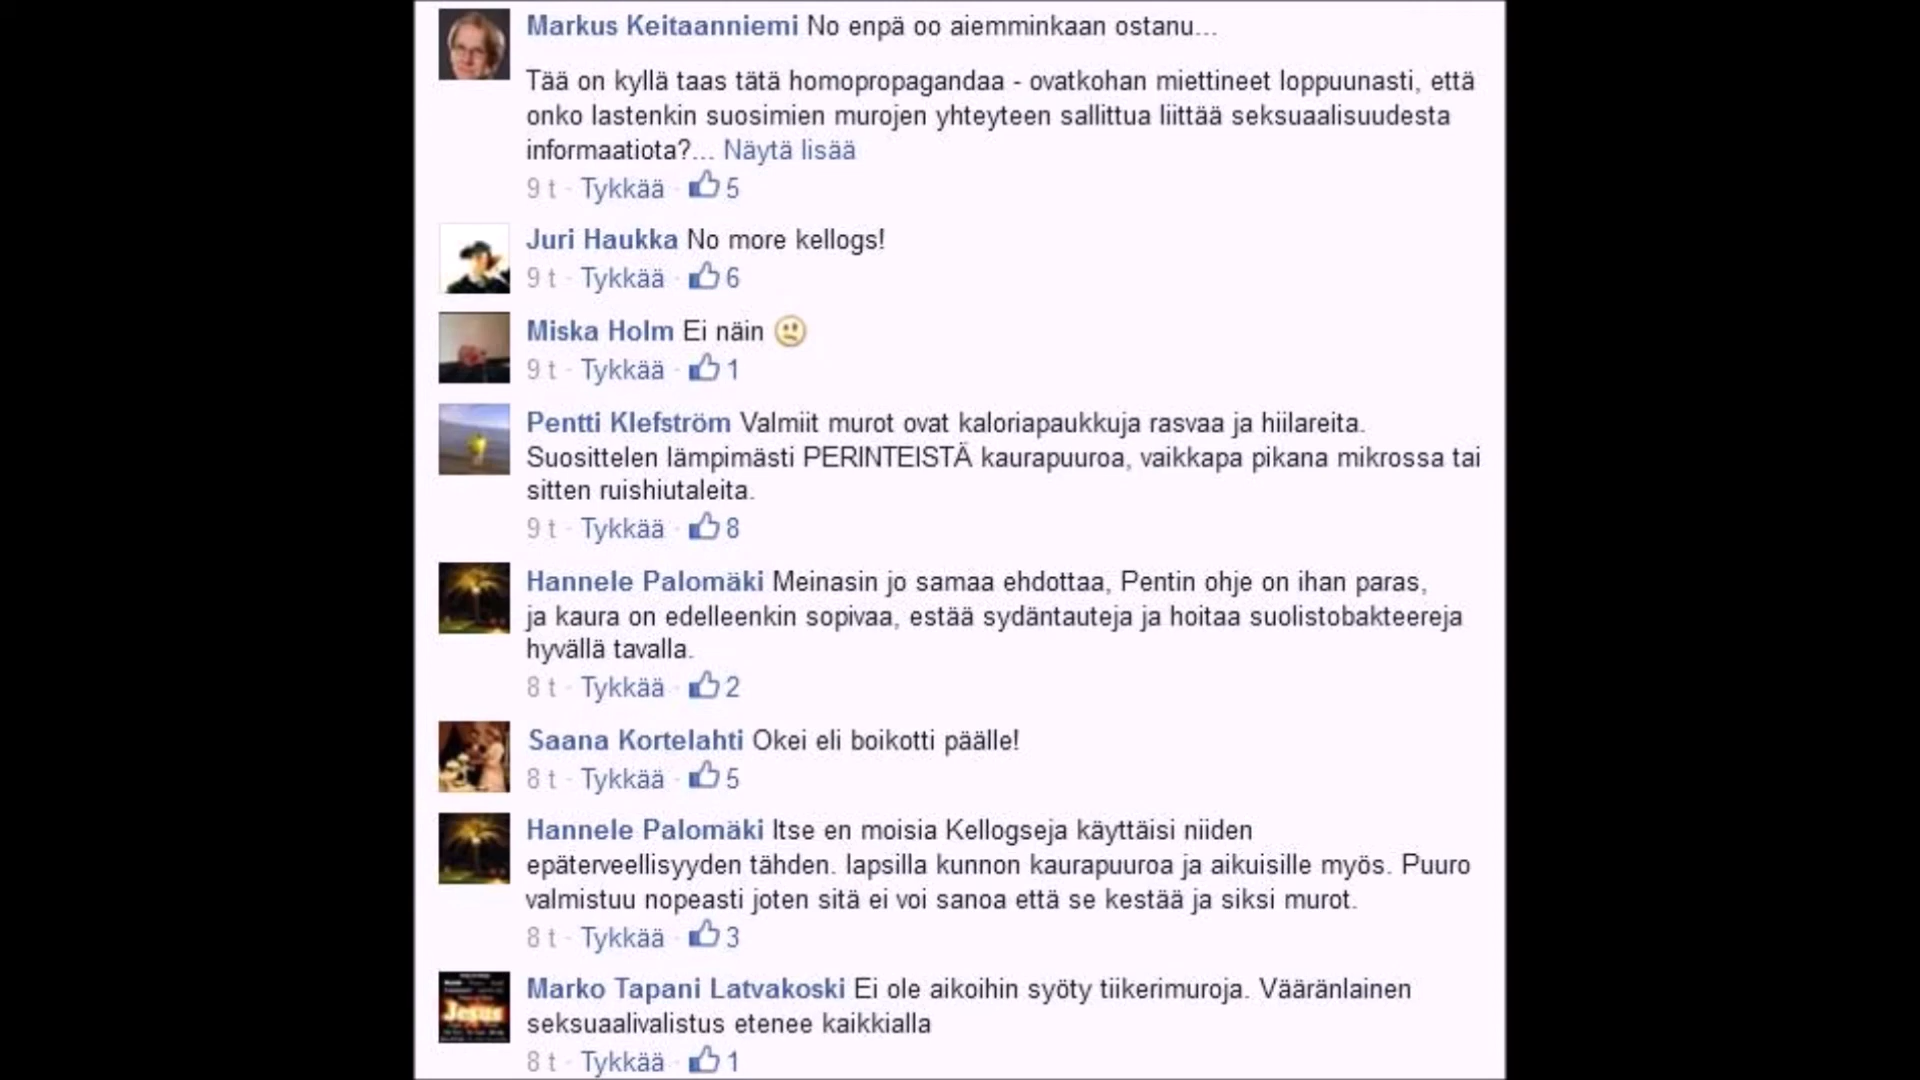 Markus Keitaanniemi No enpä oo aiemminkaan ostanu...
Tää on kyllä taas tätä homopropagandaa - ovatkohan miettineet loppuunasti, että
onko lastenkin suosimien murojen yhteyteen sallittua liittää seksuaalisuudesta
informaatiota?... Näytä lisää
9 t · Tykkää · 5
Juri Haukka No more kellogs!
9 t · Tykkää · 6
Miska Holm Ei näin
9 t · Tykkää · 1
Pentti Klefström Valmiit murot ovat kaloriapaukkuja rasvaa ja hiilareita.
Suosittelen lämpimästi PERINTEISTÄ kaurapuuroa, vaikkapa pikana mikrossa tai
sitten ruishiutaleita.
9 t · Tykkää · 8
Hannele Palomäki Meinasin jo samaa ehdottaa, Pentin ohje on ihan paras,
ja kaura on edelleenkin sopivaa, estää sydäntauteja ja hoitaa suolistobakteereja
hyvällä tavalla.
8 t · Tykkää · 2
Saana Kortelahti Okei eli boikotti päälle!
8 t · Tykkää · 5
Hannele Palomäki Itse en moisia Kellogseja käyttäisi niiden
epäterveellisyyden tähden. lapsilla kunnon kaurapuuroa ja aikuisille myös. Puuro
valmistuu nopeasti joten sitä ei voi sanoa että se kestää ja siksi murot.
8 t · Tykkää · 3
Jesus
Marko Tapani Latvakoski Ei ole aikoihin syöty tiikerimuroja. Vääränlainen
seksuaalivalistus etenee kaikkialla
8 t · Tykkää · 1